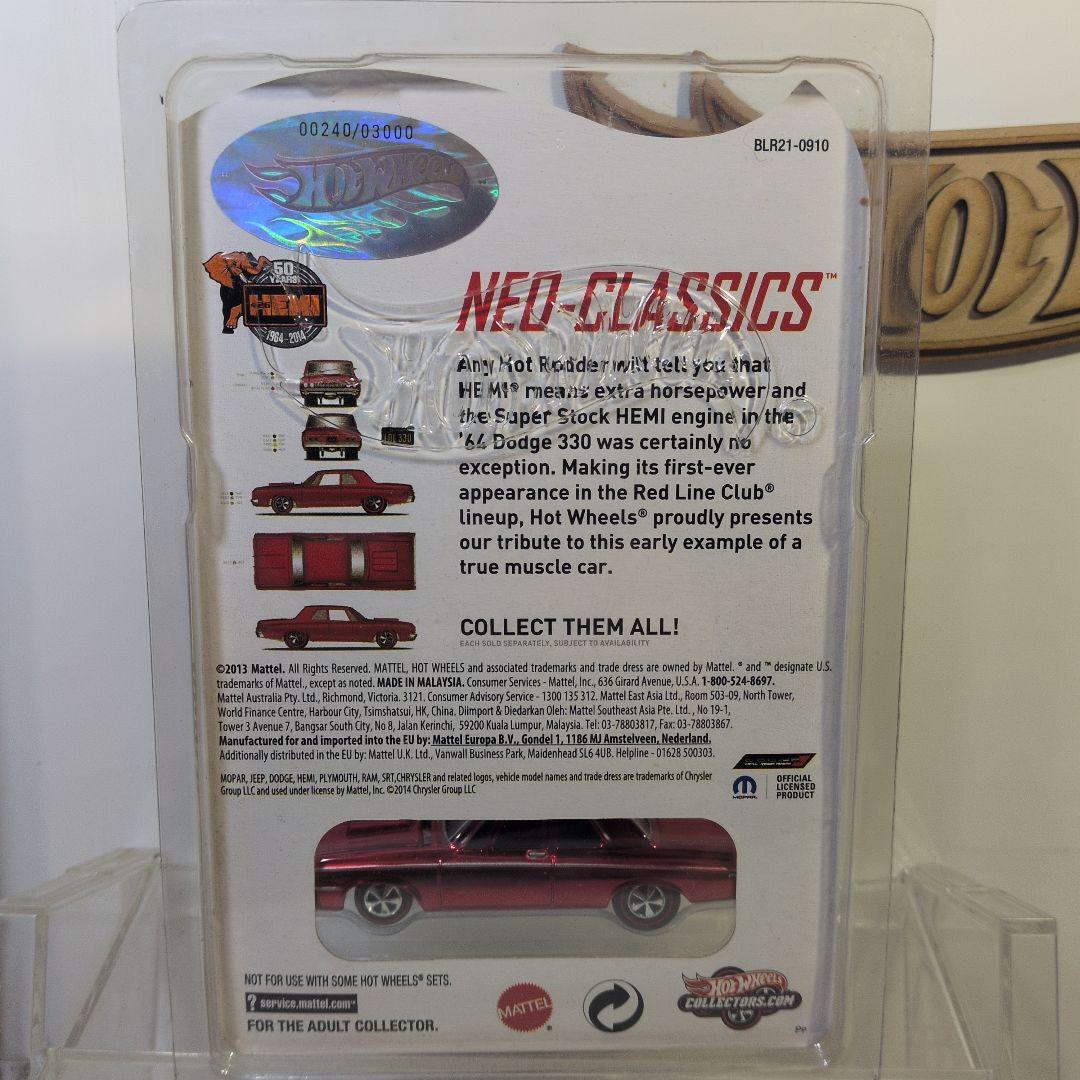 00240/03000
HOT WHEELS
BLR21-0910
50
YEARS
426 HEMI
1964-2014
NEO-CLASSICS™
Any Hot Rodder will tell you that
HEMI® means extra horsepower and
the Super Stock HEMI engine in the
'64 Dodge 330 was certainly no
exception. Making its first-ever
appearance in the Red Line Club®
lineup, Hot Wheels® proudly presents
our tribute to this early example of a
true muscle car.
COLLECT THEM ALL!
EACH SOLD SEPARATELY, SUBJECT TO AVAILABILITY
©2013 Mattel. All Rights Reserved. MATTEL, HOT WHEELS and associated trademarks and trade dress are owned by Mattel. ® and ™ designate U.S.
trademarks of Mattel., except as noted. MADE IN MALAYSIA. Consumer Services - Mattel, Inc., 636 Girard Avenue, U.S.A. 1-800-524-8697.
Mattel Australia Pty. Ltd., Richmond, Victoria. 3121. Consumer Advisory Service - 1300 135 312. Mattel East Asia Ltd., Room 503-09, North Tower,
World Finance Centre, Harbour City, Tsimshatsui, HK, China. Diimport & Diedarkan Oleh: Mattel Southeast Asia Pte. Ltd. , No 19-1,
Tower 3 Avenue 7, Bangsar South City, No 8, Jalan Kerinchi, 59200 Kuala Lumpur, Malaysia. Tel: 03-78803817, Fax: 03-78803867.
Manufactured for and imported into the EU by: Mattel Europa B.V., Gondel 1, 1186 MJ Amstelveen, Nederland.
Additionally distributed in the EU by: Mattel U.K. Ltd., Vanwall Business Park, Maidenhead SL6 4UB. Helpline - 01628 500303.
MOPAR, JEEP, DODGE, HEMI, PLYMOUTH, RAM, SRT,CHRYSLER and related logos, vehicle model names and trade dress are trademarks of Chrysler
Group LLC and used under license by Mattel, Inc. ©2014 Chrysler Group LLC
MOPAR
OFFICIAL
LICENSED
PRODUCT
NOT FOR USE WITH SOME HOT WHEELS® SETS.
? service.mattel.com™
FOR THE ADULT COLLECTOR.
MATTEL®
HOT WHEELS
COLLECTORS.COM